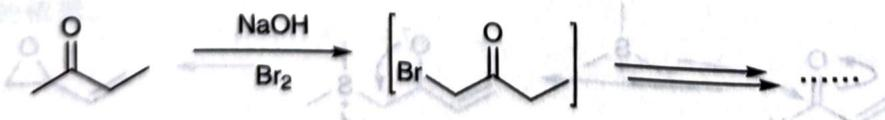 O
NaOH
Br₂
O
Br
......